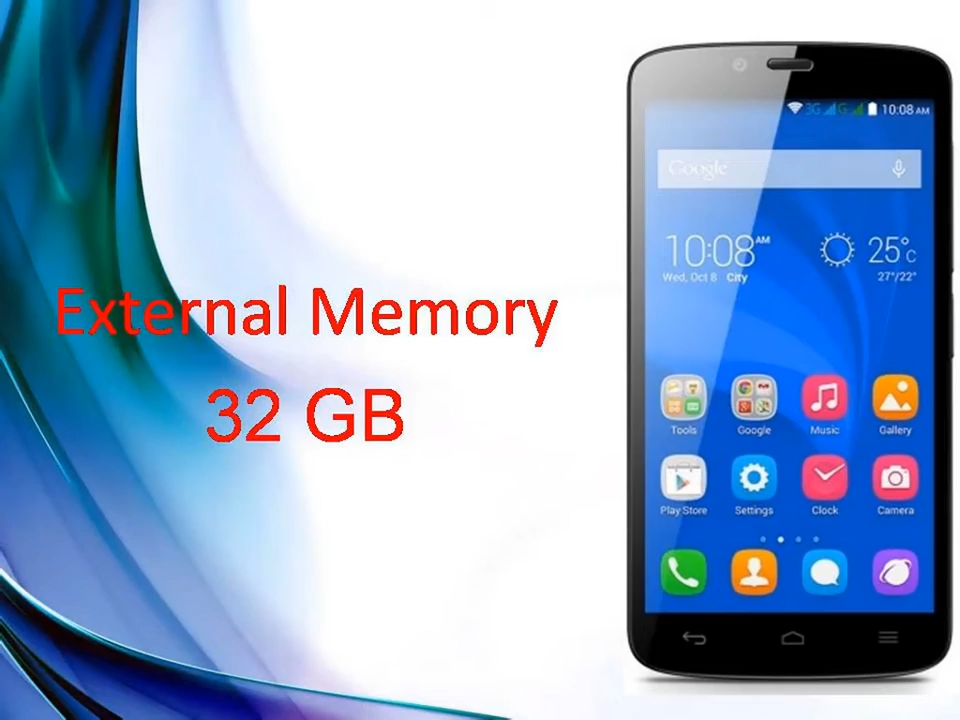 External Memory
32 GB
3G G 10:08 AM
Google
10:08 AM
Wed, Oct 8 City
25°c
27°/22°
Tools Google Music Gallery
Play Store Settings Clock Camera